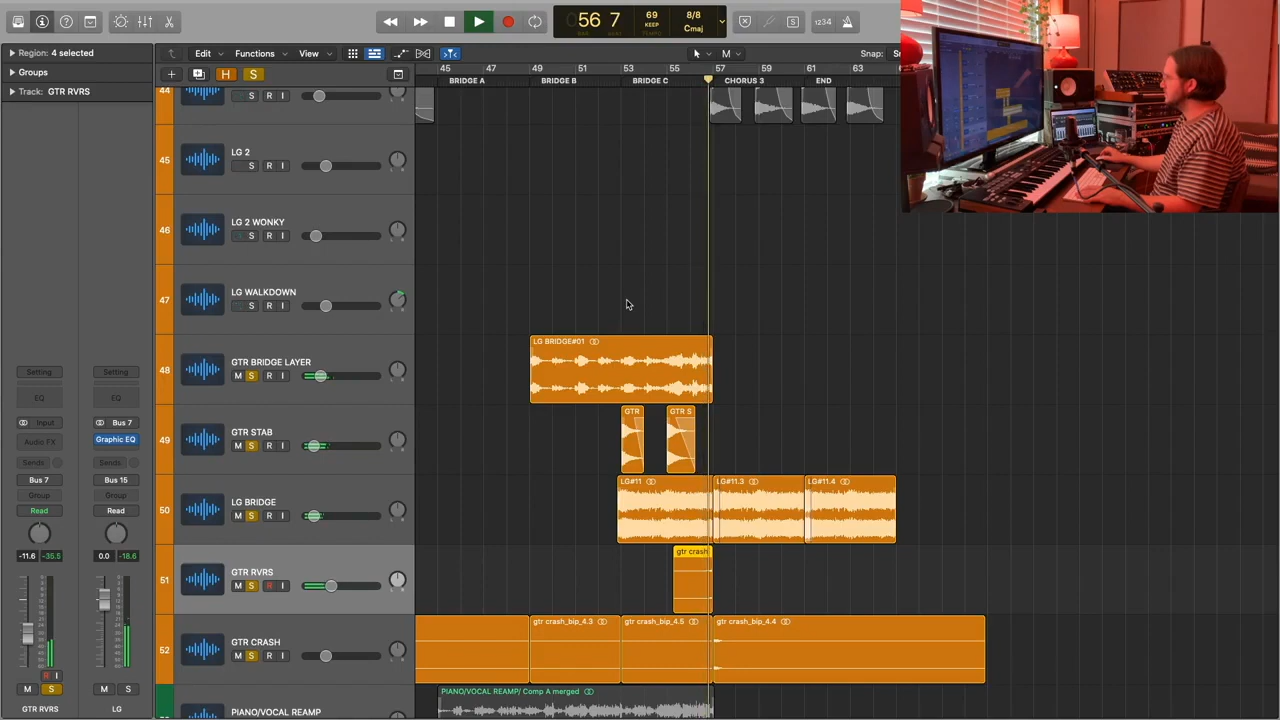 56 7
BAR BEAT
69
KEEP
TEMPO
8/8
Cmaj
1234
Region: 4 selected
Groups
Track: GTR RVRS
Edit Functions View
M
Snap:
H S
45 47 49 51 53 55 57 59 61 63
BRIDGE A BRIDGE B BRIDGE C CHORUS 3 END
44
S R I
45
LG 2
S R I
46
LG 2 WONKY
S R I
47
LG WALKDOWN
S R I
48
GTR BRIDGE LAYER
M S R I
LG BRIDGE#01
49
GTR STAB
M S R I
GTR
GTR S
50
LG BRIDGE
M S R I
LG#11
LG#11.3
LG#11.4
51
GTR RVRS
M S R I
gtr crash
52
GTR CRASH
M S R I
gtr crash_bip_4.3
gtr crash_bip_4.5
gtr crash_bip_4.4
PIANO/VOCAL REAMP
PIANO/VOCAL REAMP/ Comp A merged
Setting Setting
EQ EQ
Input Bus 7
Audio FX Graphic EQ
Sends Sends
Bus 7 Bus 15
Group Group
Read Read
-11.6 -35.5 0.0 -18.6
R I
M S M S
GTR RVRS LG